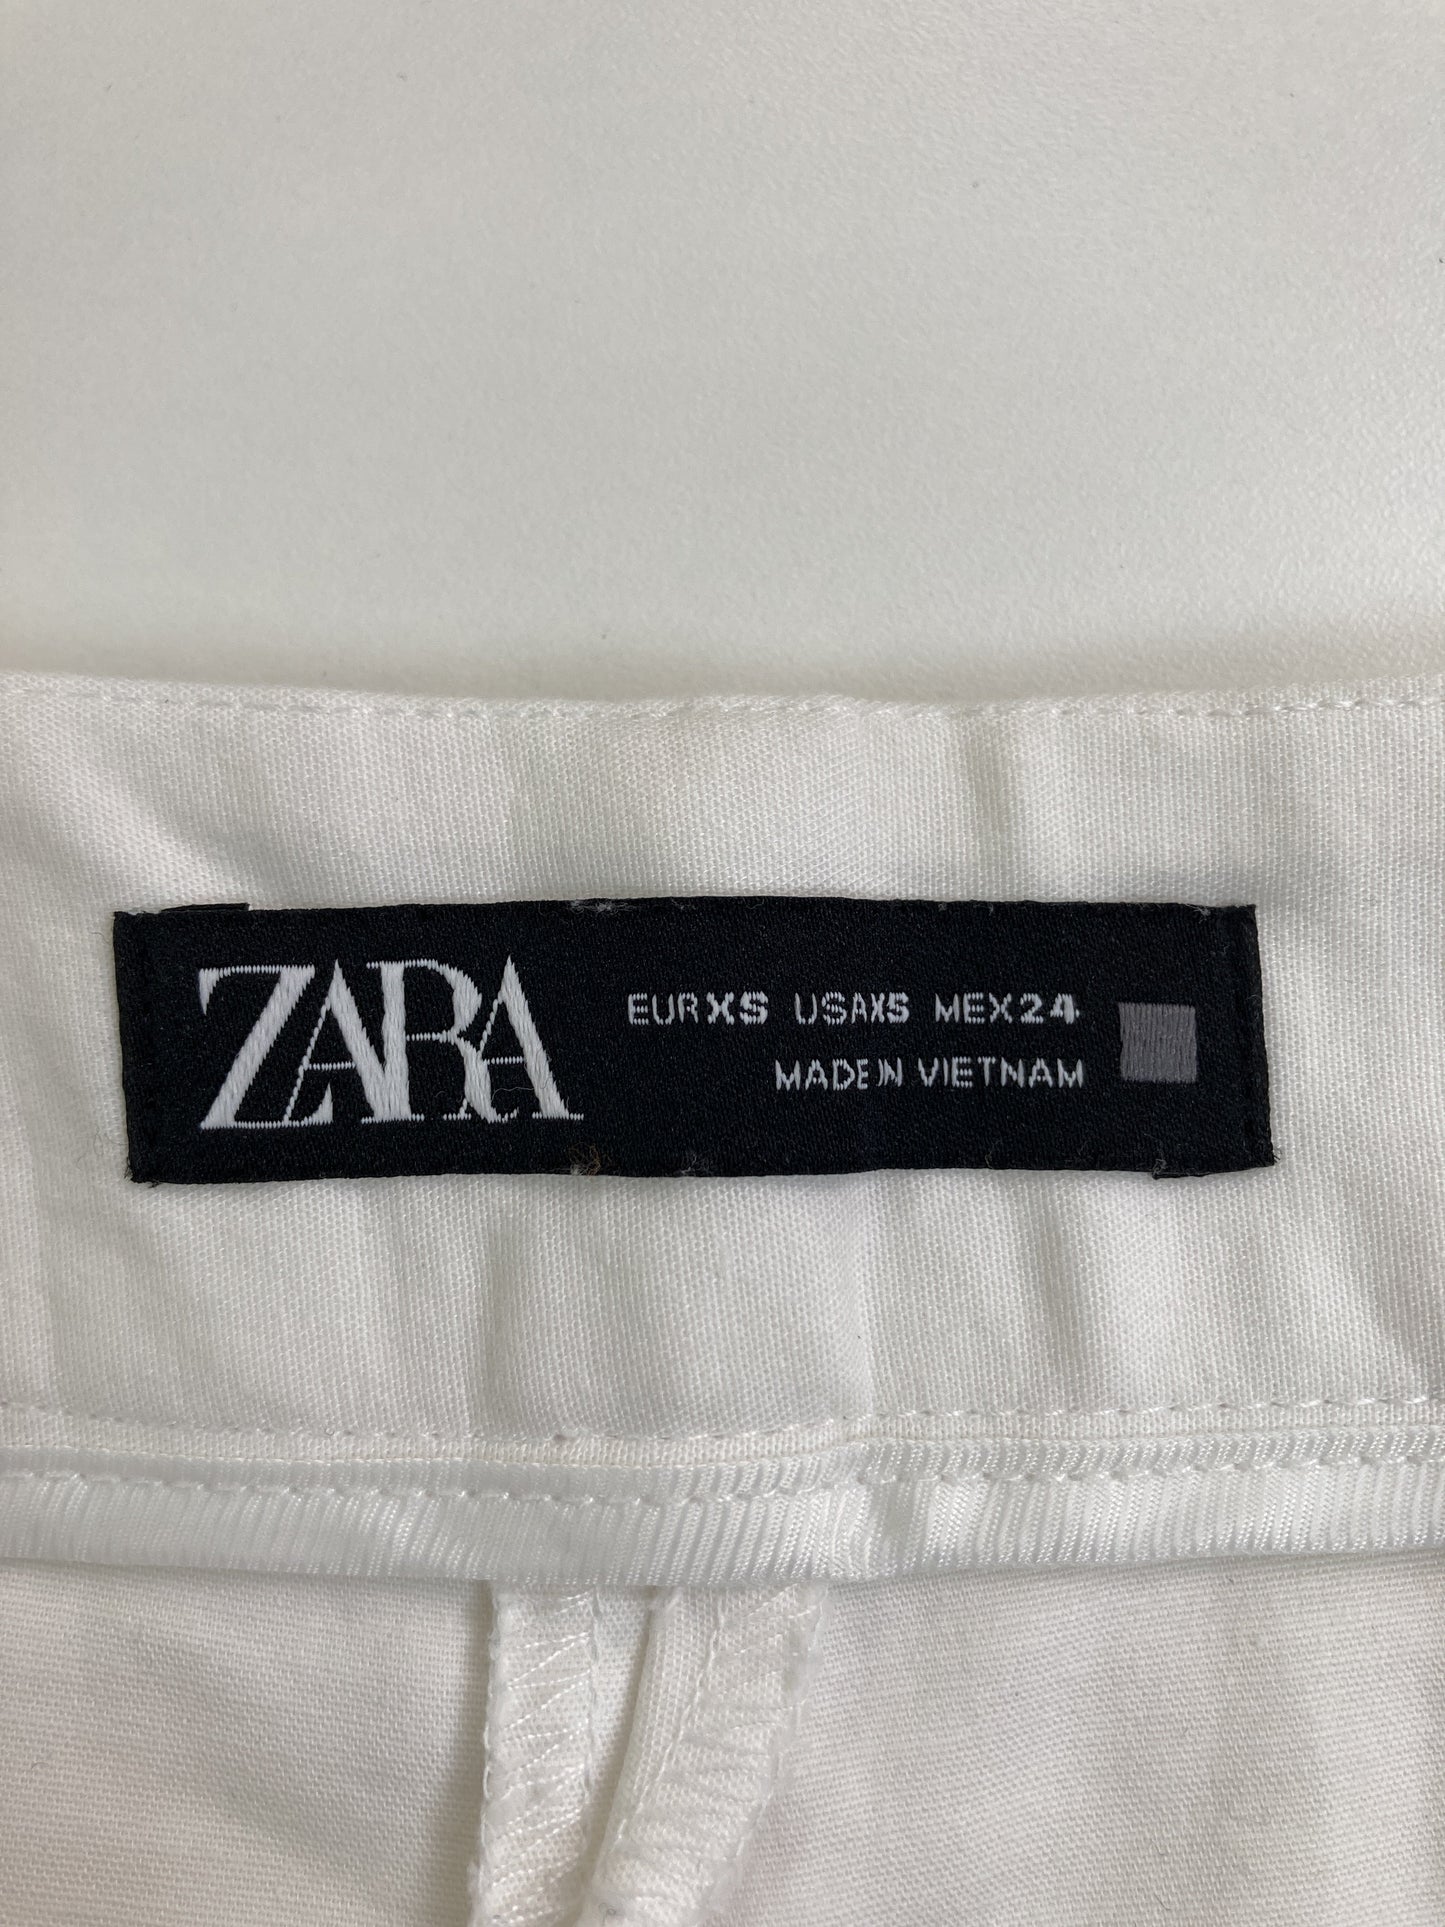 ZARA
EUR XS USA XS MEX 24
MADE IN VIETNAM